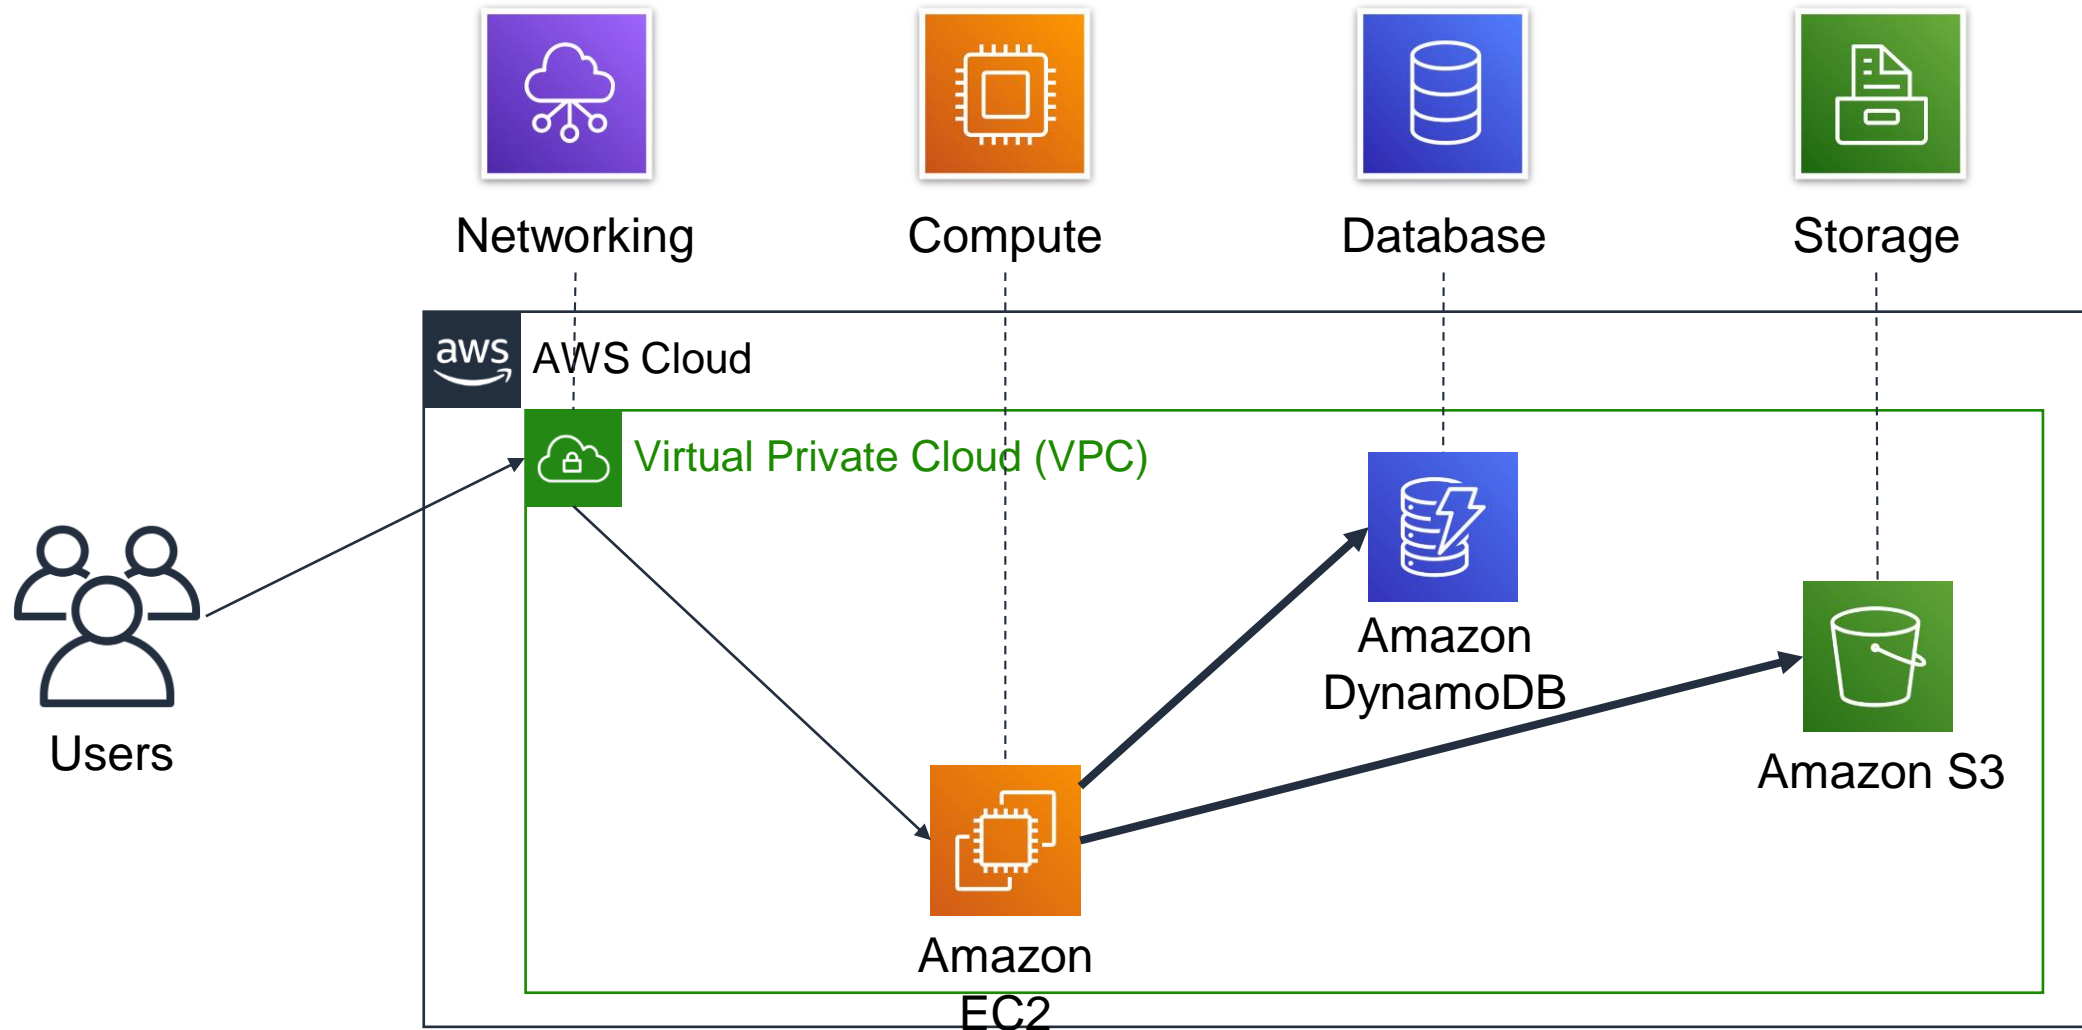 Networking
Compute
Database
Storage
aws
AWS Cloud
Virtual Private Cloud (VPC)
Users
Amazon
DynamoDB
Amazon S3
Amazon
EC2